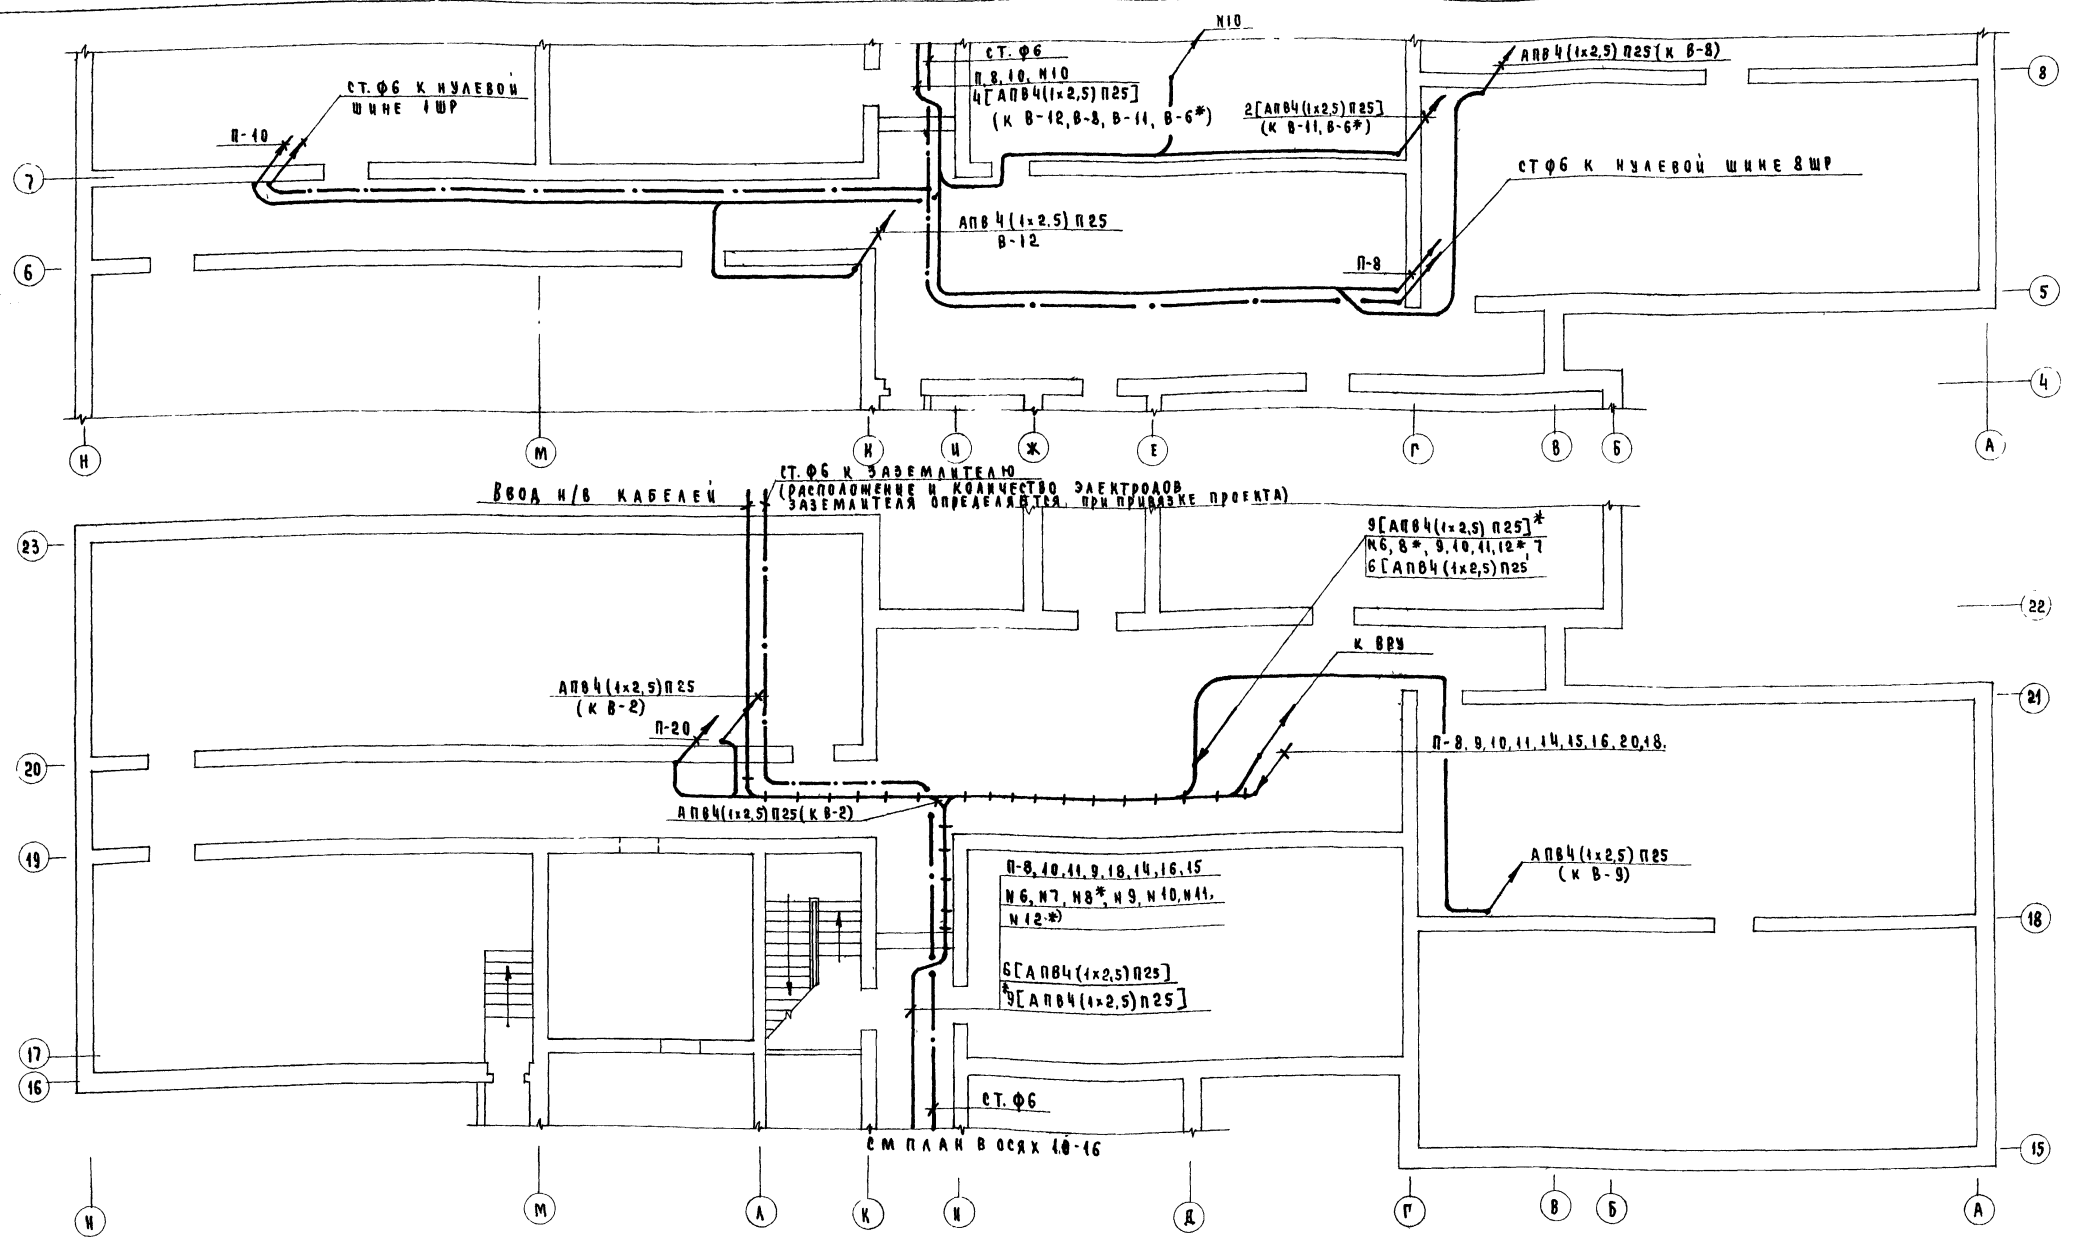 N10
СТ. Ф6
П, 8, 10, N10
4[АПВ4(1х2,5)П25]
(К В-12, В-8, В-11, В-6*)
АПВ 4(1х2,5) П25 (К В-8)
8
СТ. Ф6 К НУЛЕВОЙ
ШИНЕ 1ШР
П-10
2[АПВ4(1х2,5)П25]
(К В-11, В-6*)
СТ Ф6 К НУЛЕВОЙ ШИНЕ 8ШР
7
АПВ 4(1х2.5) П25
В-12
П-8
6
5
4
Н
М
К
И
Ж
Е
Г
В
Б
А
ВВОД Н/В КАБЕЛЕЙ
СТ. Ф6 К ЗАЗЕМЛИТЕЛЮ
(РАСПОЛОЖЕНИЕ И КОЛИЧЕСТВО ЭЛЕКТРОДОВ
ЗАЗЕМЛИТЕЛЯ ОПРЕДЕЛЯЕТСЯ, ПРИ ПРИВЯЗКЕ ПРОЕКТА)
23
9[АПВ4(1х2,5) П25]*
N6, 8*, 9,10,11,12*, 7
6[АПВ4(1х2,5)П25
22
К ВРУ
АПВ4(1х2,5)П25
(К В-2)
П-20
21
П-8, 9, 10, 11, 14, 15, 16, 20, 18.
20
АПВ4(1х2,5)П25(К В-2)
19
П-8, 10, 11, 9, 18, 14, 16, 15
N6, N7, N8*, N9, N10, N11,
N12*)
АПВ4(1х2,5) П25
(К В-9)
18
6[АПВ4(1х2,5)П25]
*9[АПВ4(1х2,5)П25]
17
16
СТ. Ф6
СМ ПЛАН В ОСЯХ 10-16
15
И
М
Л
К
И
Д
Г
В
Б
А